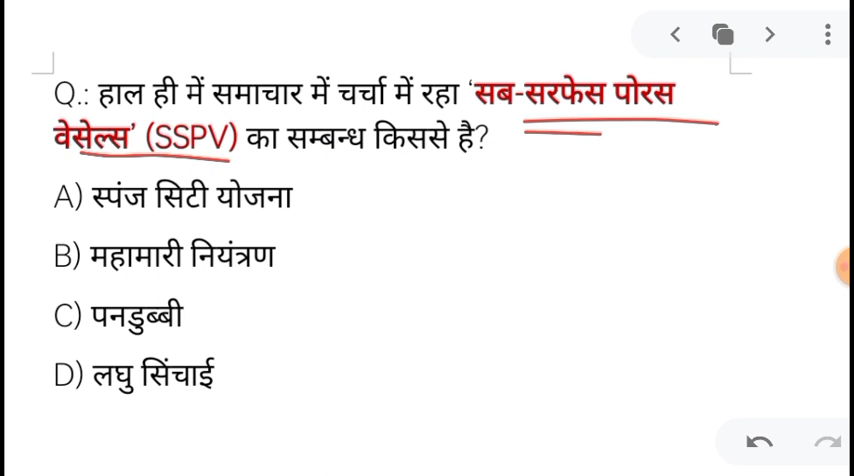 Q.: हाल ही में समाचार में चर्चा में रहा ‘सब-सरफेस पोरस
वेसेल्स’ (SSPV) का सम्बन्ध किससे है?
A) स्पंज सिटी योजना
B) महामारी नियंत्रण
C) पनडुब्बी
D) लघु सिंचाई